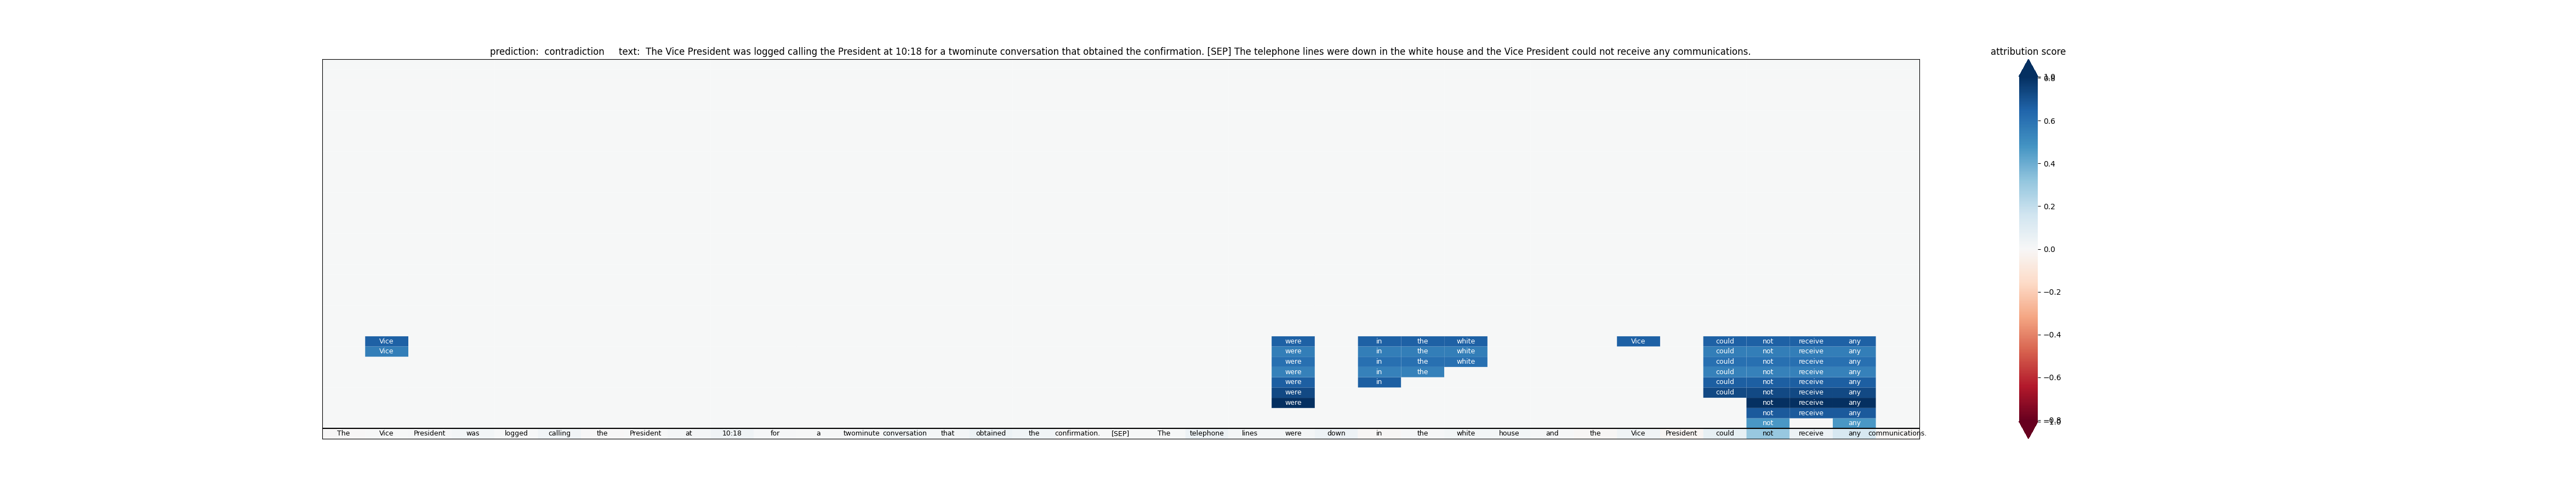 prediction:  contradiction     text:  The Vice President was logged calling the President at 10:18 for a twominute conversation that obtained the confirmation. [SEP] The telephone lines were down in the white house and the Vice President could not receive any communications.
attribution score
1.0
0.8
0.6
0.4
0.2
0.0
−0.2
−0.4
−0.6
−0.8
−1.0
Vice were in the white Vice could not receive any
Vice were in the white could not receive any
were in the white could not receive any
were in the could not receive any
were in could not receive any
were could not receive any
were not receive any
not receive any
not any
The Vice President was logged calling the President at 10:18 for a twominute conversation that obtained the confirmation. [SEP] The telephone lines were down in the white house and the Vice President could not receive any communications.